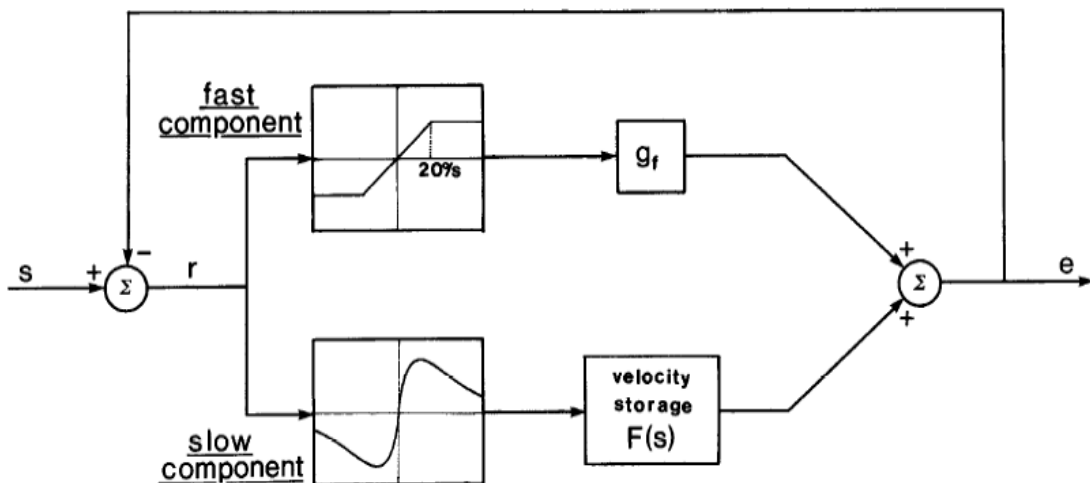 fast
component
20°/s
g_f
+
−
s
+
Σ
r
+
Σ
+
e
velocity
storage
F(s)
slow
component